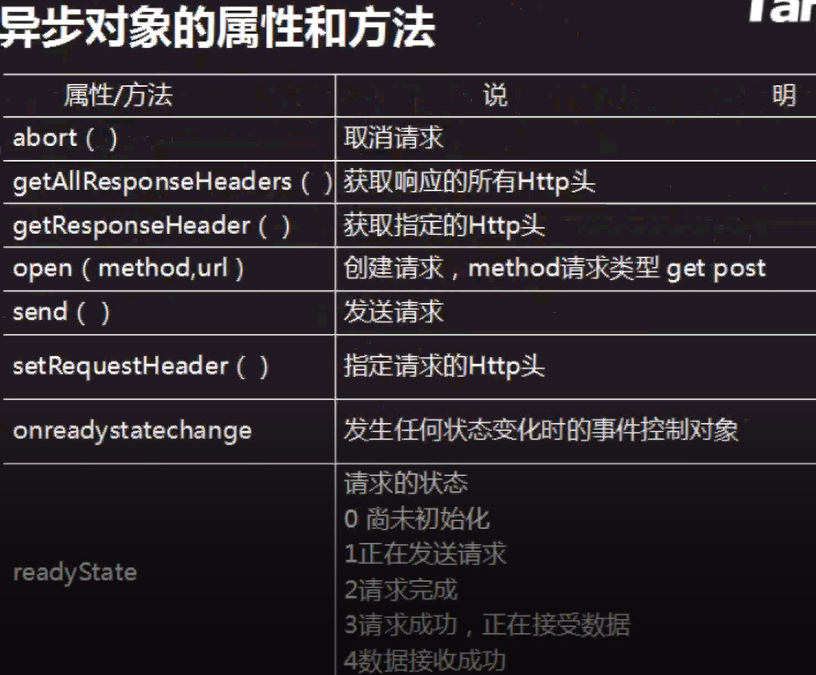 异步对象的属性和方法
属性/方法 说 明
abort ( ) 取消请求
getAllResponseHeaders ( ) 获取响应的所有Http头
getResponseHeader ( ) 获取指定的Http头
open ( method,url ) 创建请求，method请求类型 get post
send ( ) 发送请求
setRequestHeader ( ) 指定请求的Http头
onreadystatechange 发生任何状态变化时的事件控制对象
readyState
请求的状态
0 尚未初始化
1正在发送请求
2请求完成
3请求成功，正在接受数据
4数据接收成功